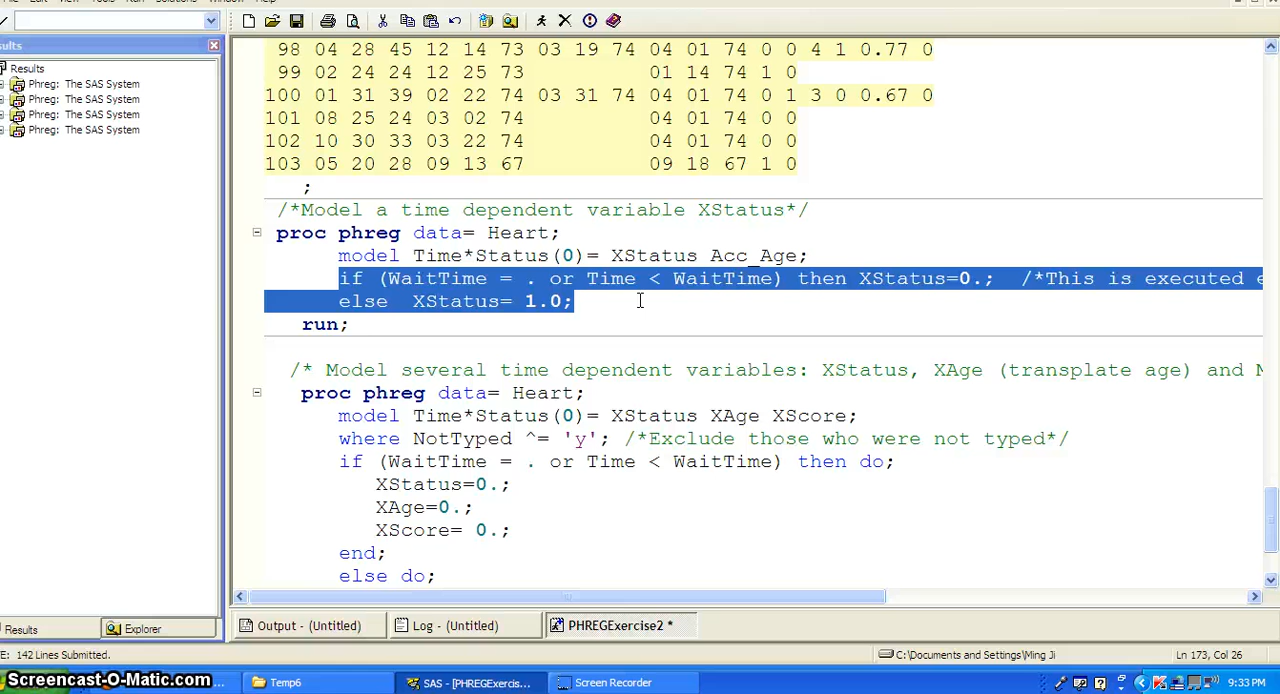 sults
Results
Phreg: The SAS System
Phreg: The SAS System
Phreg: The SAS System
Phreg: The SAS System
98 04 28 45 12 14 73 03 19 74 04 01 74 0 0 4 1 0.77 0
99 02 24 24 12 25 73 01 14 74 1 0
100 01 31 39 02 22 74 03 31 74 04 01 74 0 1 3 0 0.67 0
101 08 25 24 03 02 74 04 01 74 0 0
102 10 30 33 03 22 74 04 01 74 0 0
103 05 20 28 09 13 67 09 18 67 1 0
;
/*Model a time dependent variable XStatus*/
proc phreg data= Heart;
model Time*Status(0)= XStatus Acc_Age;
if (WaitTime = . or Time < WaitTime) then XStatus=0.; /*This is executed e
else XStatus= 1.0;
run;
/* Model several time dependent variables: XStatus, XAge (transplate age) and M
proc phreg data= Heart;
model Time*Status(0)= XStatus XAge XScore;
where NotTyped ^= 'y'; /*Exclude those who were not typed*/
if (WaitTime = . or Time < WaitTime) then do;
XStatus=0.;
XAge=0.;
XScore= 0.;
end;
else do;
Results
Explorer
Output - (Untitled)
Log - (Untitled)
PHREGExercise2 *
E: 142 Lines Submitted.
C:\Documents and Settings\Ming Ji
Ln 173, Col 26
Screencast-O-Matic.com
Temp6
SAS - [PHREGExercis...
Screen Recorder
9:33 PM